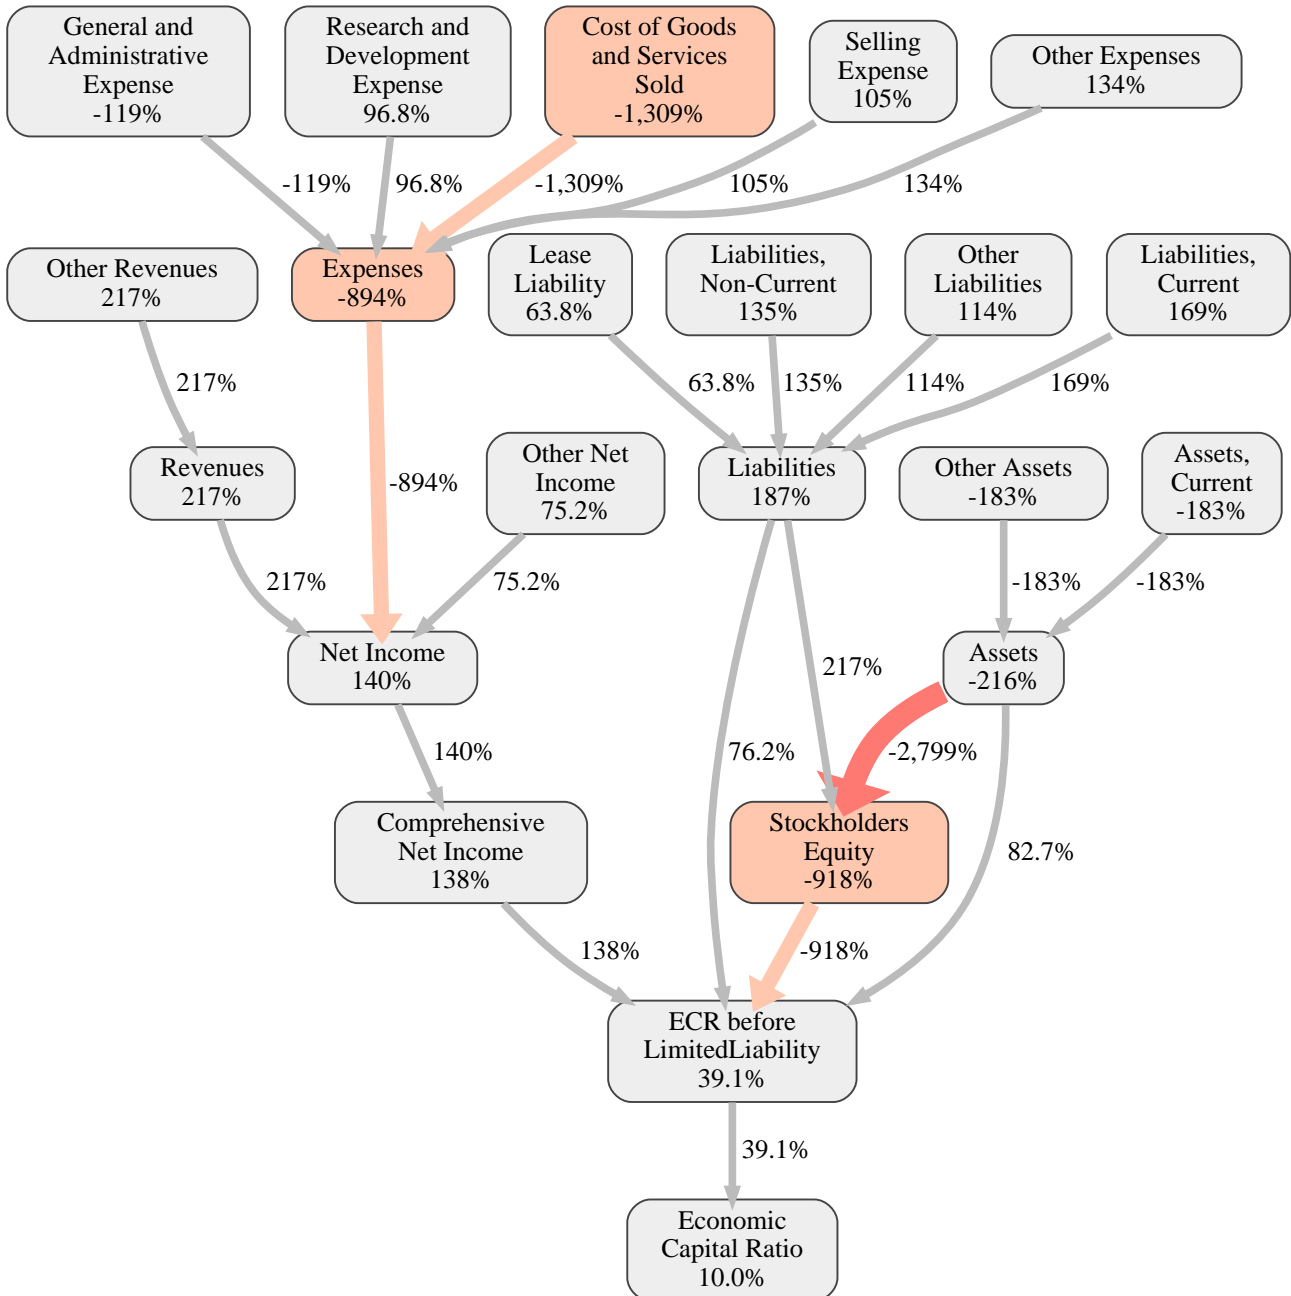 General and
Administrative
Expense
-119%
Research and
Development
Expense
96.8%
Cost of Goods
and Services
Sold
-1,309%
Selling
Expense
105%
Other Expenses
134%
-119%
96.8%
-1,309%
105%
134%
Other Revenues
217%
Expenses
-894%
Lease
Liability
63.8%
Liabilities,
Non-Current
135%
Other
Liabilities
114%
Liabilities,
Current
169%
217%
63.8%
135%
114%
169%
Revenues
217%
-894%
Other Net
Income
75.2%
Liabilities
187%
Other Assets
-183%
Assets,
Current
-183%
217%
75.2%
-183%
-183%
Net Income
140%
217%
Assets
-216%
140%
76.2%
-2,799%
Comprehensive
Net Income
138%
Stockholders
Equity
-918%
82.7%
138%
-918%
ECR before
LimitedLiability
39.1%
39.1%
Economic
Capital Ratio
10.0%